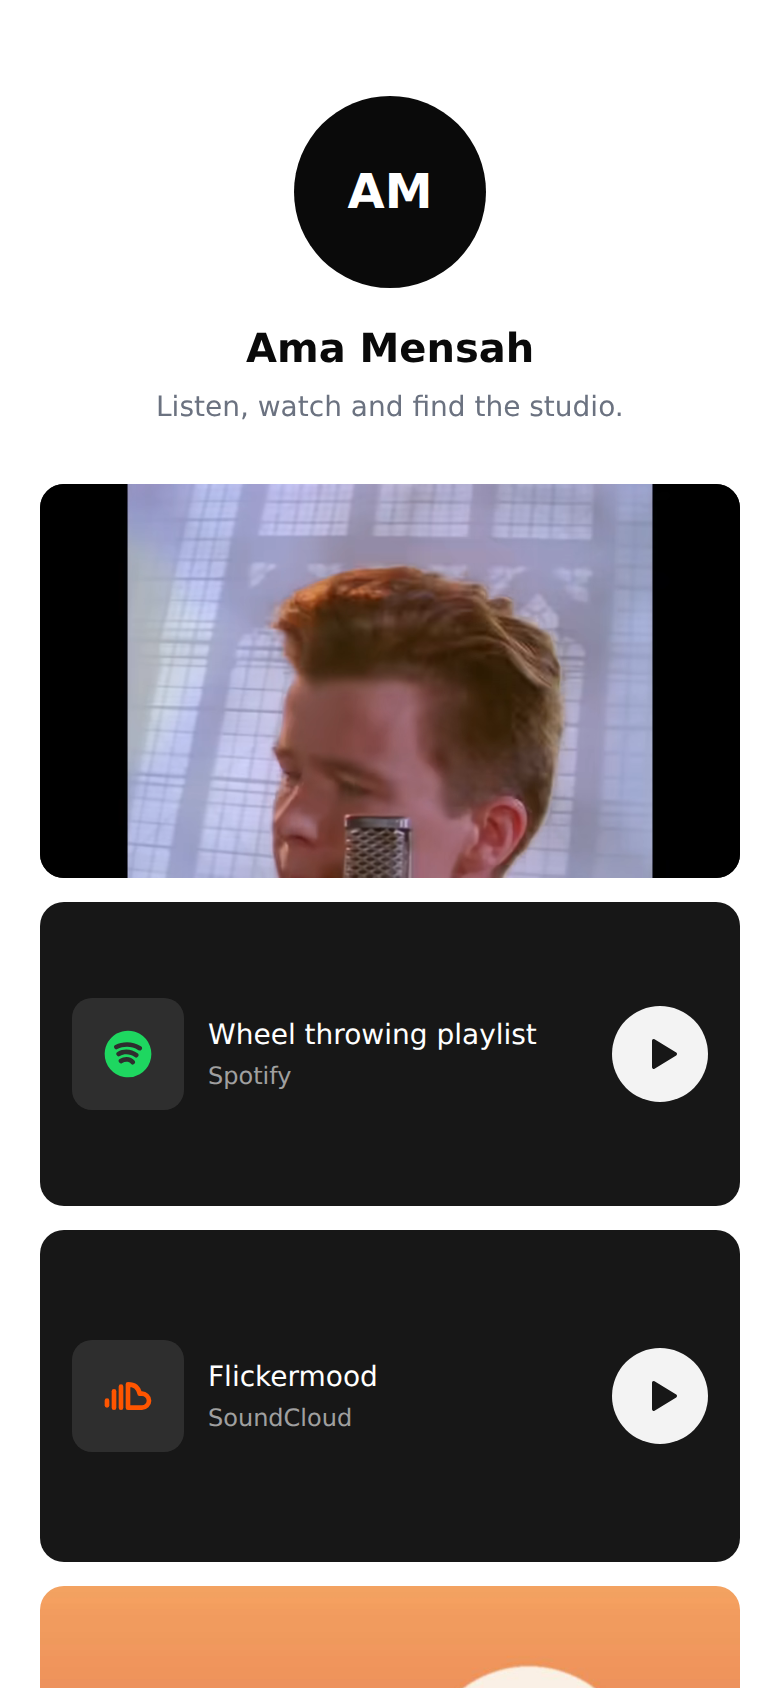 AM
Ama Mensah
Listen, watch and find the studio.
Wheel throwing playlist
Spotify
Flickermood
SoundCloud